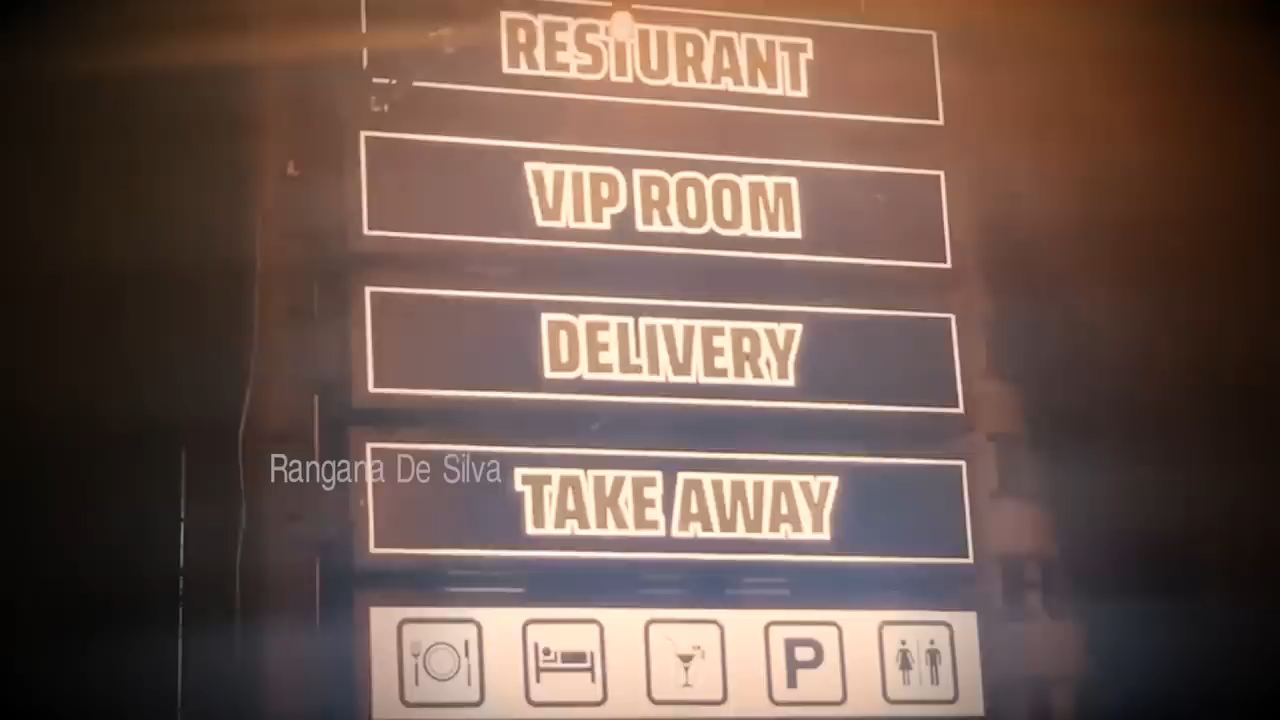 RESTURANT
VIP ROOM
DELIVERY
Rangana De Silva
TAKE AWAY
P